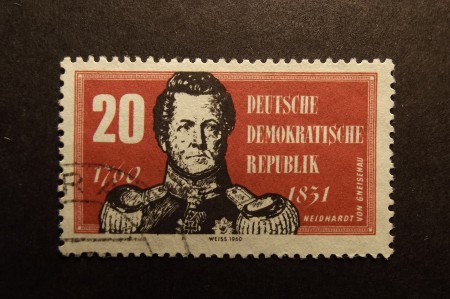 20
DEUTSCHE
DEMOKRATISCHE
REPUBLIK
1760
1831
NEIDHARDT
VON GNEISENAU
WEISS 1960